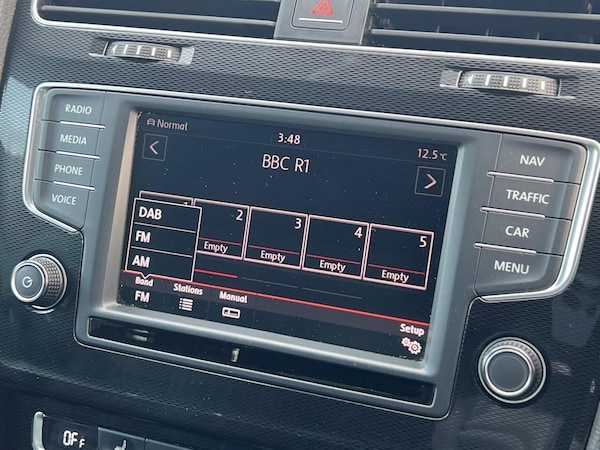 RADIO
MEDIA
PHONE
VOICE
Normal
3:48
12.5°C
BBC R1
2
3
4
5
Empty
Empty
Empty
Empty
DAB
FM
AM
Band
FM
Stations
Manual
Setup
NAV
TRAFFIC
CAR
MENU
OFF